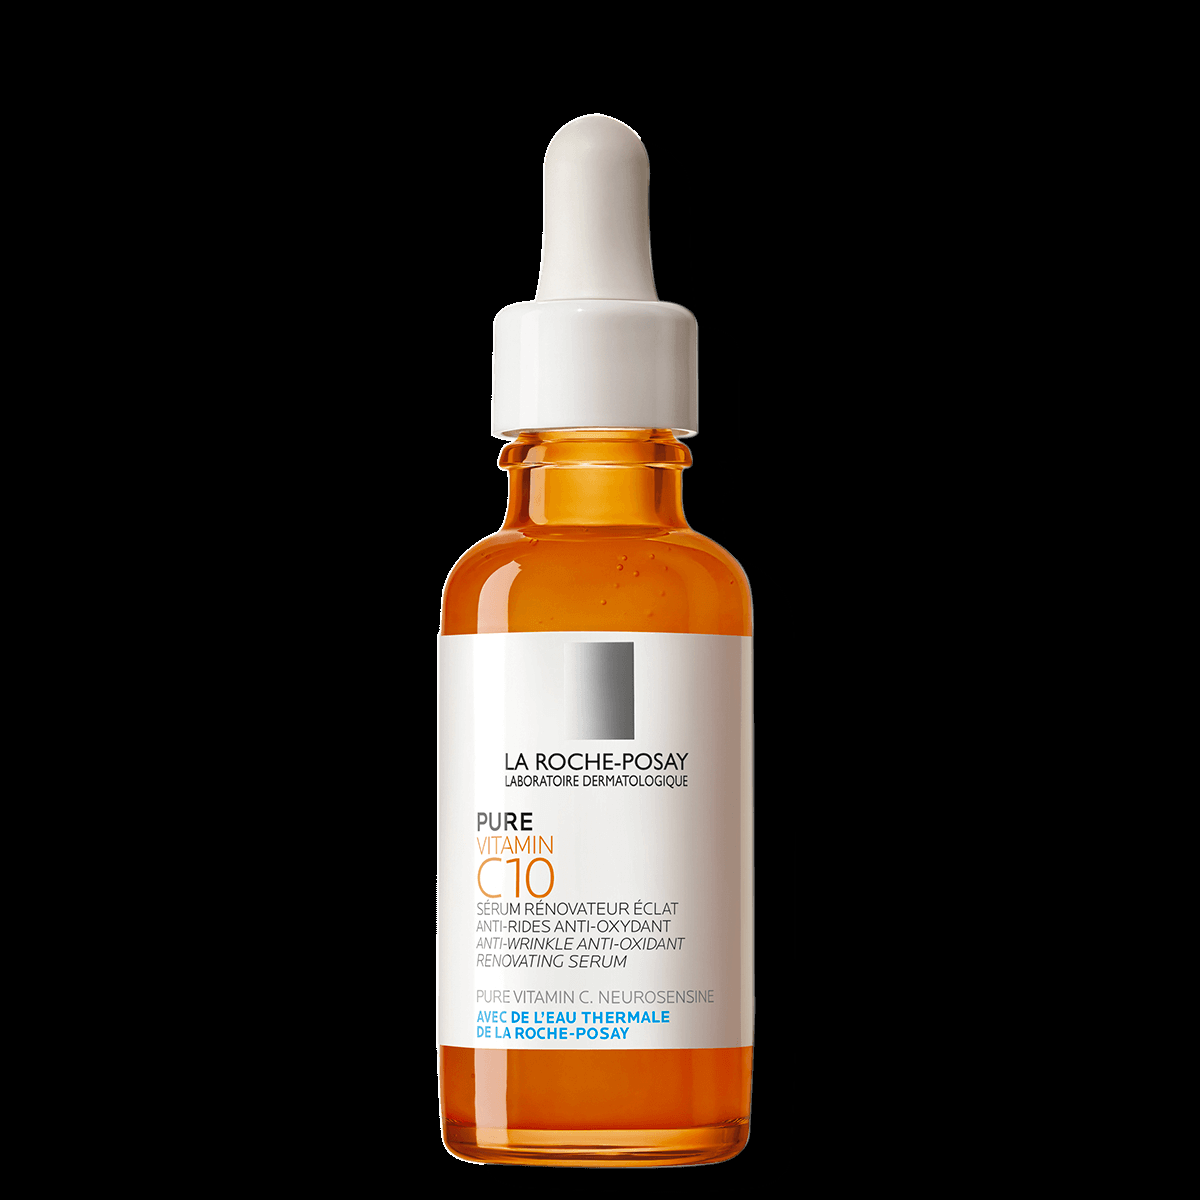 LA ROCHE-POSAY
LABORATOIRE DERMATOLOGIQUE
PURE
VITAMIN
C10
SÉRUM RÉNOVATEUR ÉCLAT
ANTI-RIDES ANTI-OXYDANT
ANTI-WRINKLE ANTI-OXIDANT
RENOVATING SERUM
PURE VITAMIN C. NEUROSENSINE
AVEC DE L'EAU THERMALE
DE LA ROCHE-POSAY